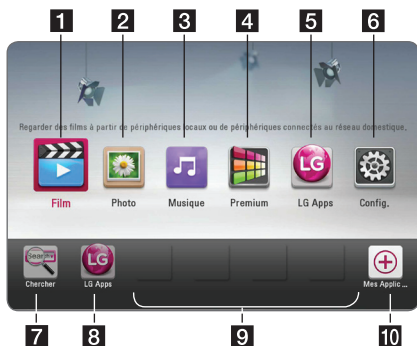 1 2 3 4 5 6
Regarder des films à partir de périphériques locaux ou de périphériques connectés au réseau domestique.
LG
Film Photo Musique Premium LG Apps Config.
Search
LG
Chercher LG Apps Mes Applic ...
7 8 9 10